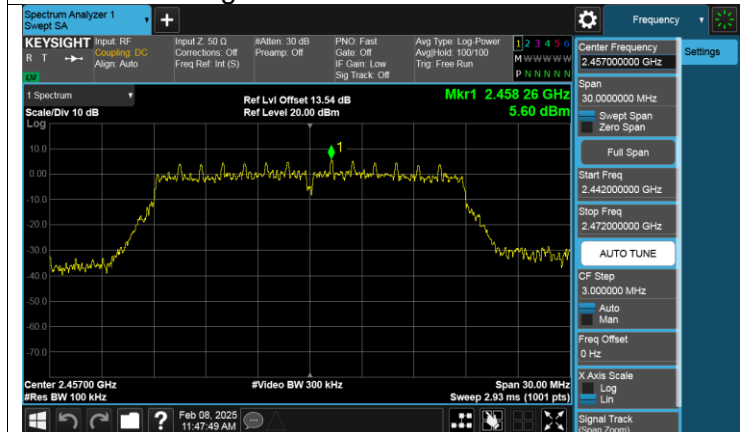 Spectrum Analyzer 1
Swept SA
+
Frequency
KEYSIGHT
R T
LXI
Input: RF
Coupling: DC
Align: Auto
Input Z: 50 Ω
Corrections: Off
Freq Ref: Int (S)
#Atten: 30 dB
Preamp: Off
PNO: Fast
Gate: Off
IF Gain: Low
Sig Track: Off
Avg Type: Log-Power
Avg|Hold: 100/100
Trig: Free Run
1 2 3 4 5 6
M W W W W W
P N N N N N
1 Spectrum
Scale/Div 10 dB
Log
Ref Lvl Offset 13.54 dB
Ref Level 20.00 dBm
Mkr1 2.458 26 GHz
5.60 dBm
1
10.0
0.00
-10.0
-20.0
-30.0
-40.0
-50.0
-60.0
-70.0
Center 2.45700 GHz
#Res BW 100 kHz
#Video BW 300 kHz
Span 30.00 MHz
Sweep 2.93 ms (1001 pts)
Center Frequency
2.457000000 GHz
Settings
Span
30.0000000 MHz
Swept Span
Zero Span
Full Span
Start Freq
2.442000000 GHz
Stop Freq
2.472000000 GHz
AUTO TUNE
CF Step
3.000000 MHz
Auto
Man
Freq Offset
0 Hz
X Axis Scale
Log
Lin
Signal Track
(Span Zoom)
?
Feb 08, 2025
11:47:49 AM